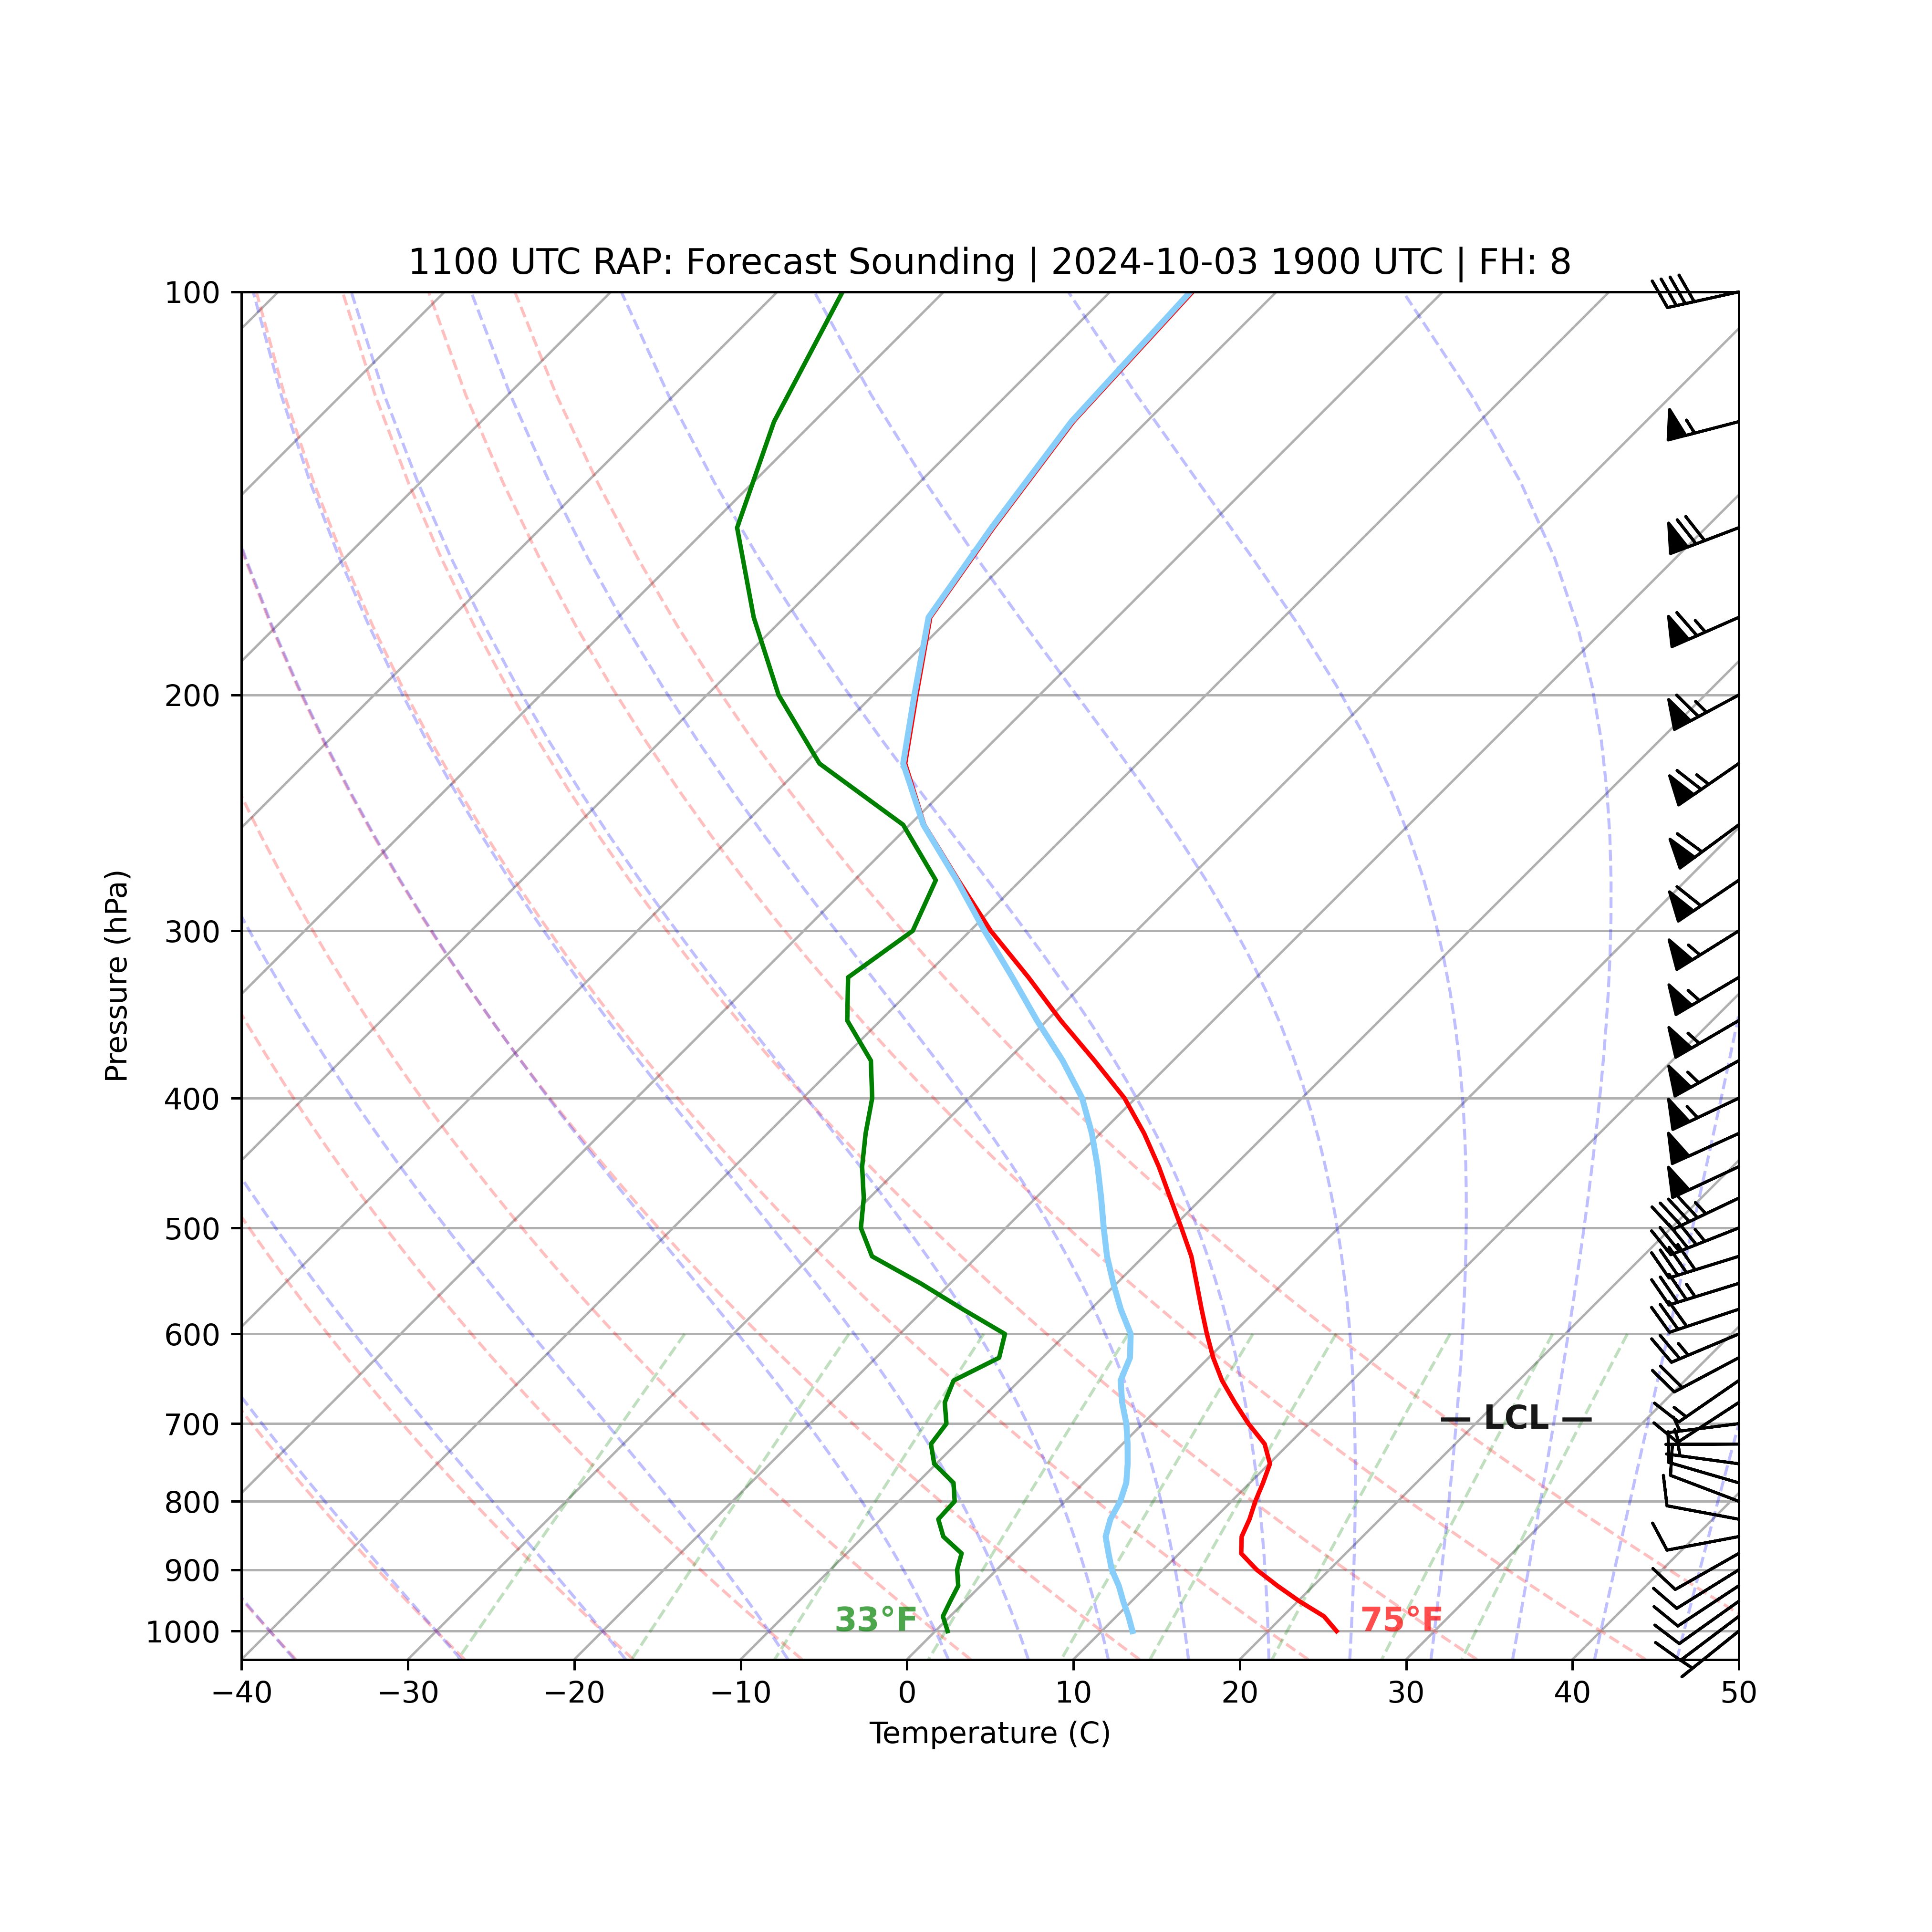 1100 UTC RAP: Forecast Sounding | 2024-10-03 1900 UTC | FH: 8
100
200
300
400
500
600
700
800
900
1000
Pressure (hPa)
— LCL —
33°F
75°F
−40 −30 −20 −10 0 10 20 30 40 50
Temperature (C)